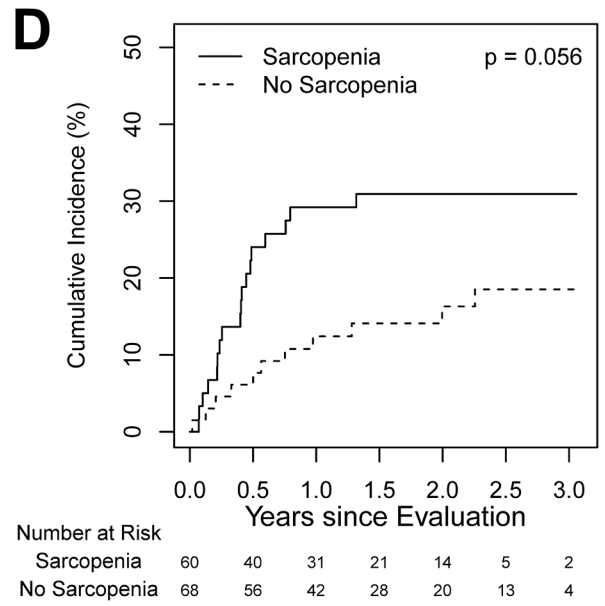 D
Sarcopenia
No Sarcopenia
p = 0.056
Cumulative Incidence (%)
50
40
30
20
10
0
0.0 0.5 1.0 1.5 2.0 2.5 3.0
Years since Evaluation
Number at Risk
Sarcopenia 60 40 31 21 14 5 2
No Sarcopenia 68 56 42 28 20 13 4